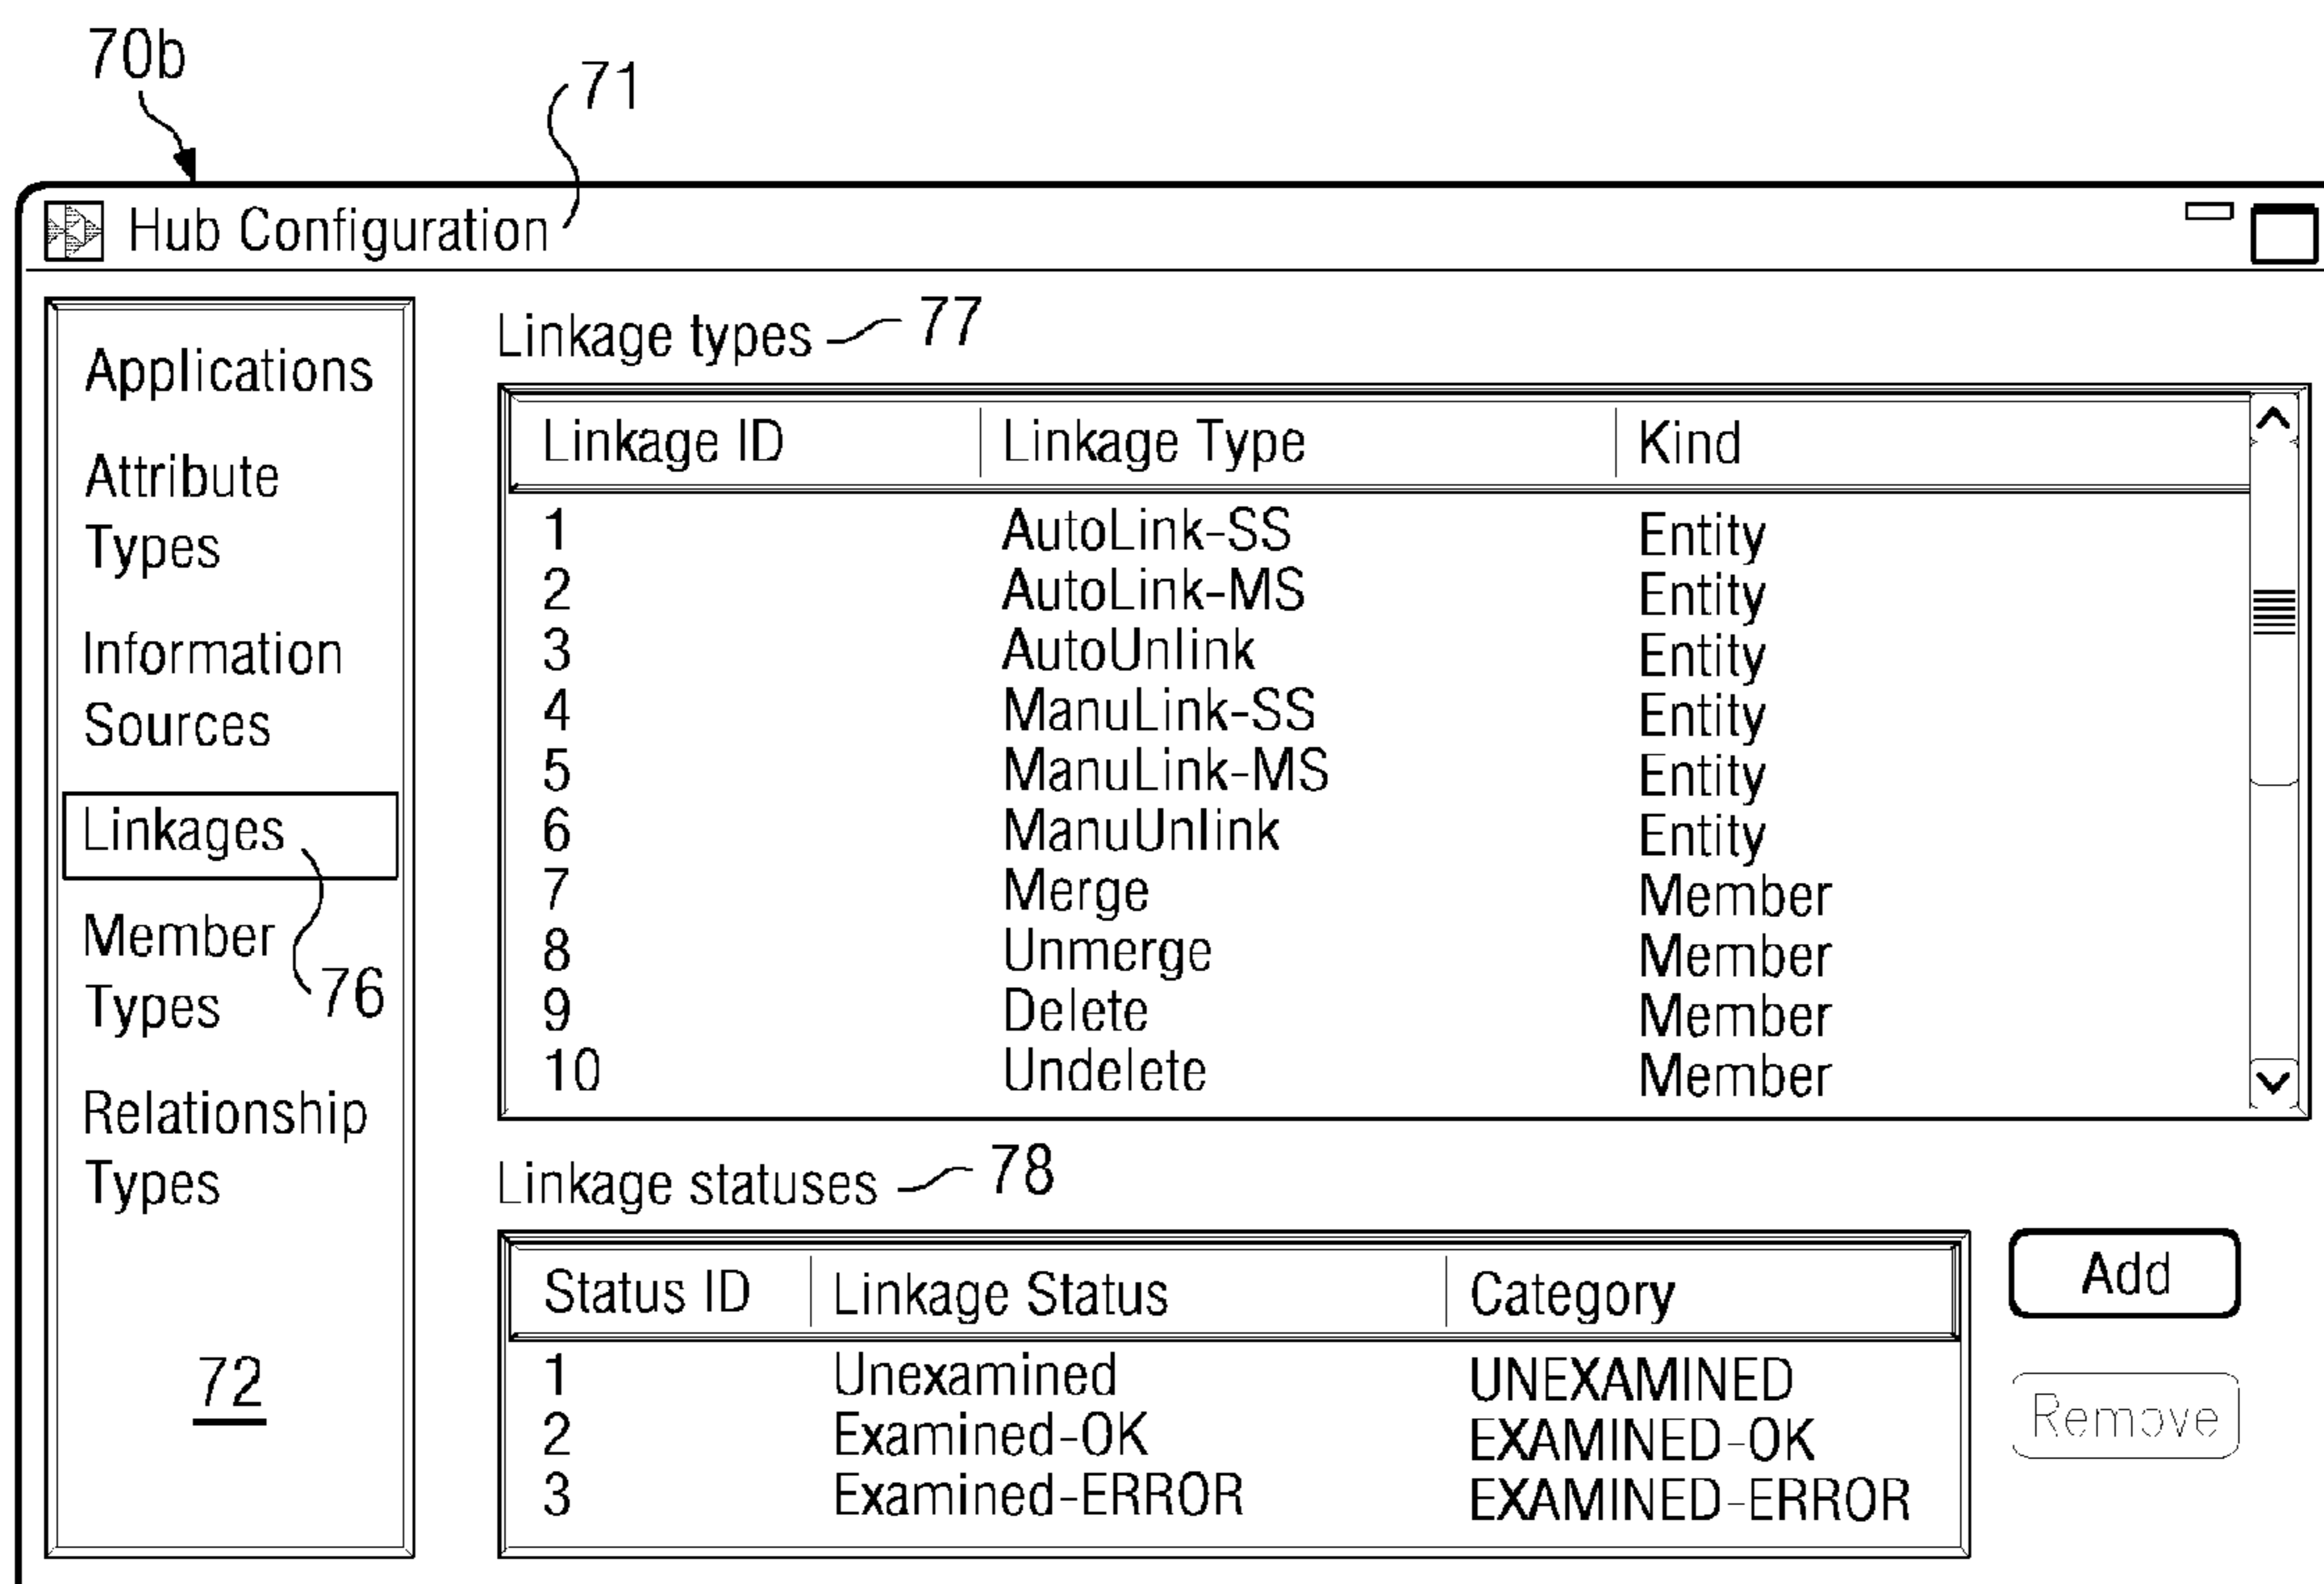 70b
71
Hub Configuration
Applications
Attribute
Types
Information
Sources
Linkages
76
Member
Types
Relationship
Types
72
Linkage types 77
Linkage ID Linkage Type Kind
1 AutoLink-SS Entity
2 AutoLink-MS Entity
3 AutoUnlink Entity
4 ManuLink-SS Entity
5 ManuLink-MS Entity
6 ManuUnlink Entity
7 Merge Member
8 Unmerge Member
9 Delete Member
10 Undelete Member
Linkage statuses 78
Status ID Linkage Status Category
1 Unexamined UNEXAMINED
2 Examined-OK EXAMINED-OK
3 Examined-ERROR EXAMINED-ERROR
Add
Remove